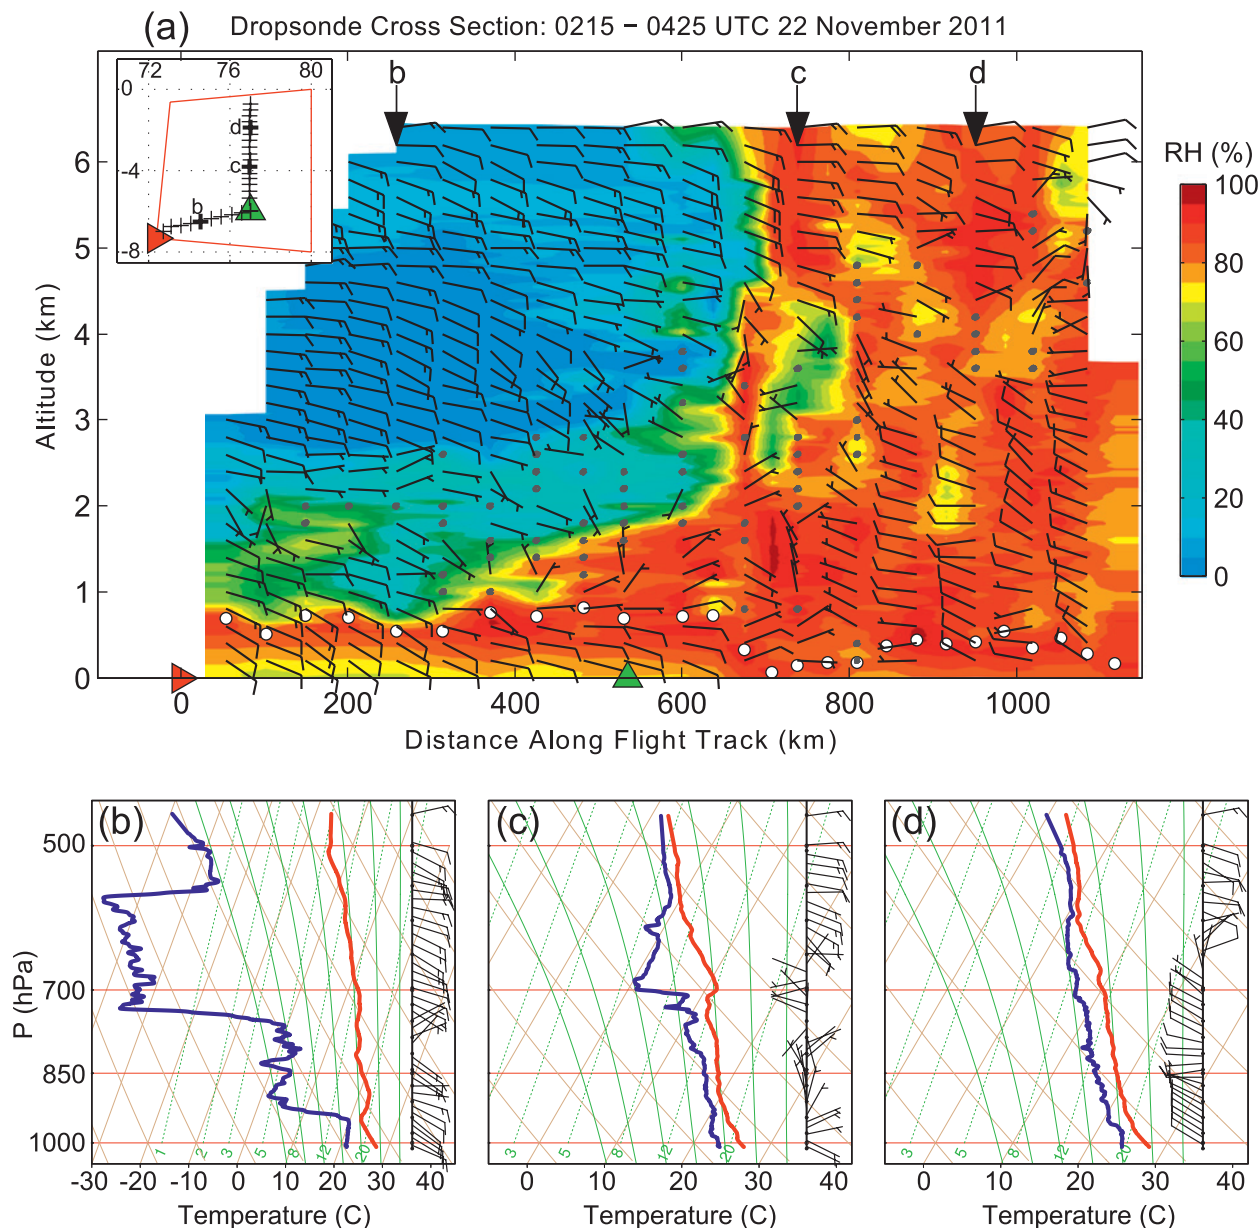 (a) Dropsonde Cross Section: 0215 – 0425 UTC 22 November 2011
72 76 80
0
-4
-8
b
c
d
b c d
Altitude (km)
6
5
4
3
2
1
0
0 200 400 600 800 1000
Distance Along Flight Track (km)
RH (%)
100
80
60
40
20
0
(b) (c) (d)
P (hPa)
500
700
850
1000
1 2 3 5 8 12 20
3 5 8 12 20
3 5 8 12 20
-30 -20 -10 0 10 20 30 40
0 10 20 30 40
0 10 20 30 40
Temperature (C) Temperature (C) Temperature (C)